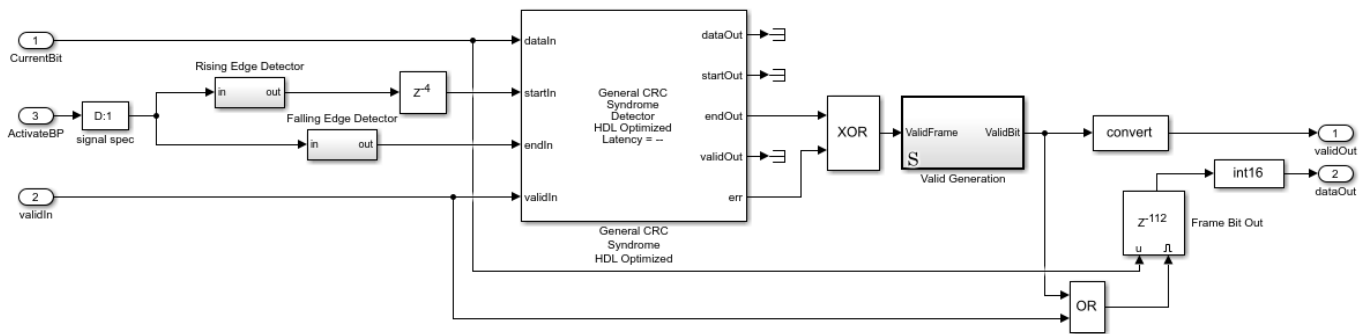 1
CurrentBit
3
ActivateBP
D:1
signal spec
2
validIn
Rising Edge Detector
in out
Z-4
Falling Edge Detector
in out
dataIn
startIn
endIn
validIn
General CRC
Syndrome
Detector
HDL Optimized
Latency = --
dataOut
startOut
endOut
validOut
err
General CRC
Syndrome
HDL Optimized
XOR
ValidFrame ValidBit
S
Valid Generation
convert
1
validOut
int16
2
dataOut
Z-112
u
Frame Bit Out
OR